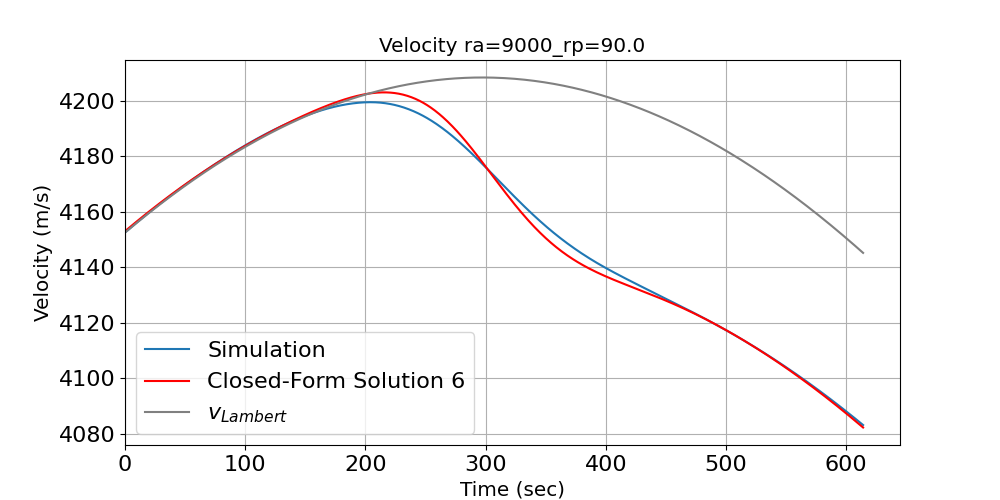 Velocity ra=9000_rp=90.0
Velocity (m/s)
4200
4180
4160
4140
4120
4100
4080
Simulation
Closed-Form Solution 6
v_Lambert
0 100 200 300 400 500 600
Time (sec)